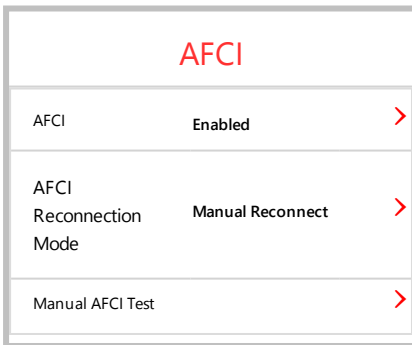 AFCI
AFCI Enabled
AFCI
Reconnection Manual Reconnect
Mode
Manual AFCI Test